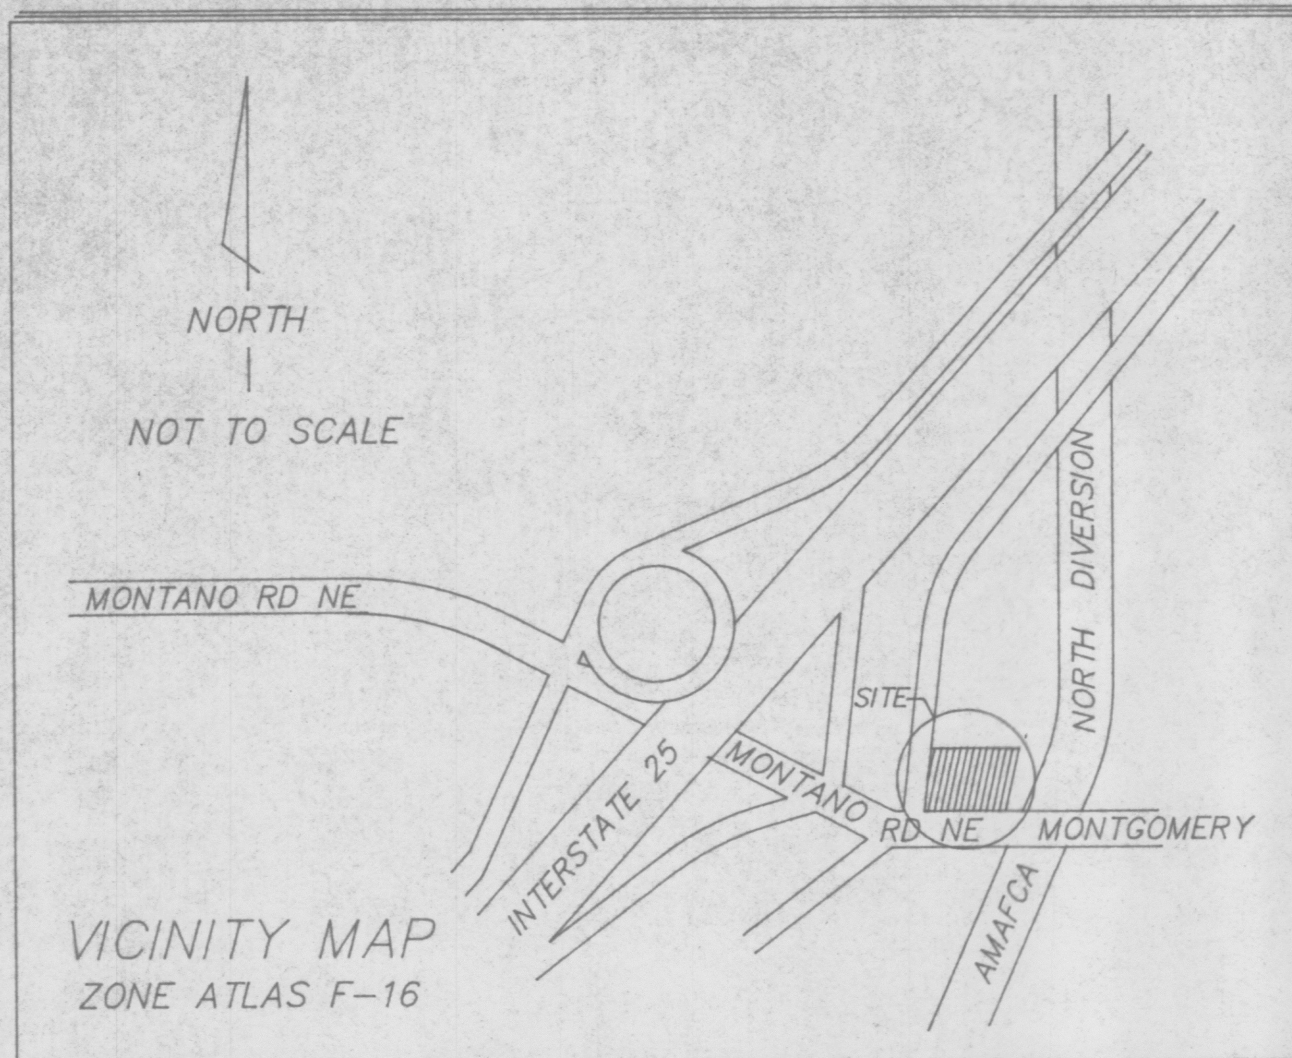 NORTH
NOT TO SCALE
NORTH DIVERSION
MONTANO RD NE
SITE
INTERSTATE 25
MONTANO RD NE
MONTGOMERY
AMAFCA
VICINITY MAP
ZONE ATLAS F-16